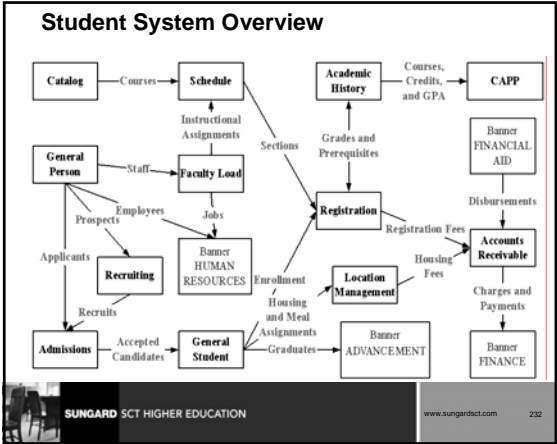 Student System Overview
Catalog
Courses
Schedule
Academic
History
Courses,
Credits,
and GPA
CAPP
Instructional
Assignments
Sections
Grades and
Prerequisites
Banner
FINANCIAL
AID
General
Person
Staff
Faculty Load
Employees
Prospects
Jobs
Registration
Registration Fees
Disbursements
Accounts
Receivable
Applicants
Recruiting
Banner
HUMAN
RESOURCES
Enrollment
Housing
and Meal
Assignments
Location
Management
Housing
Fees
Charges and
Payments
Recruits
Admissions
Accepted
Candidates
General
Student
Graduates
Banner
ADVANCEMENT
Banner
FINANCE
SUNGARD SCT HIGHER EDUCATION
www.sungardsct.com
232